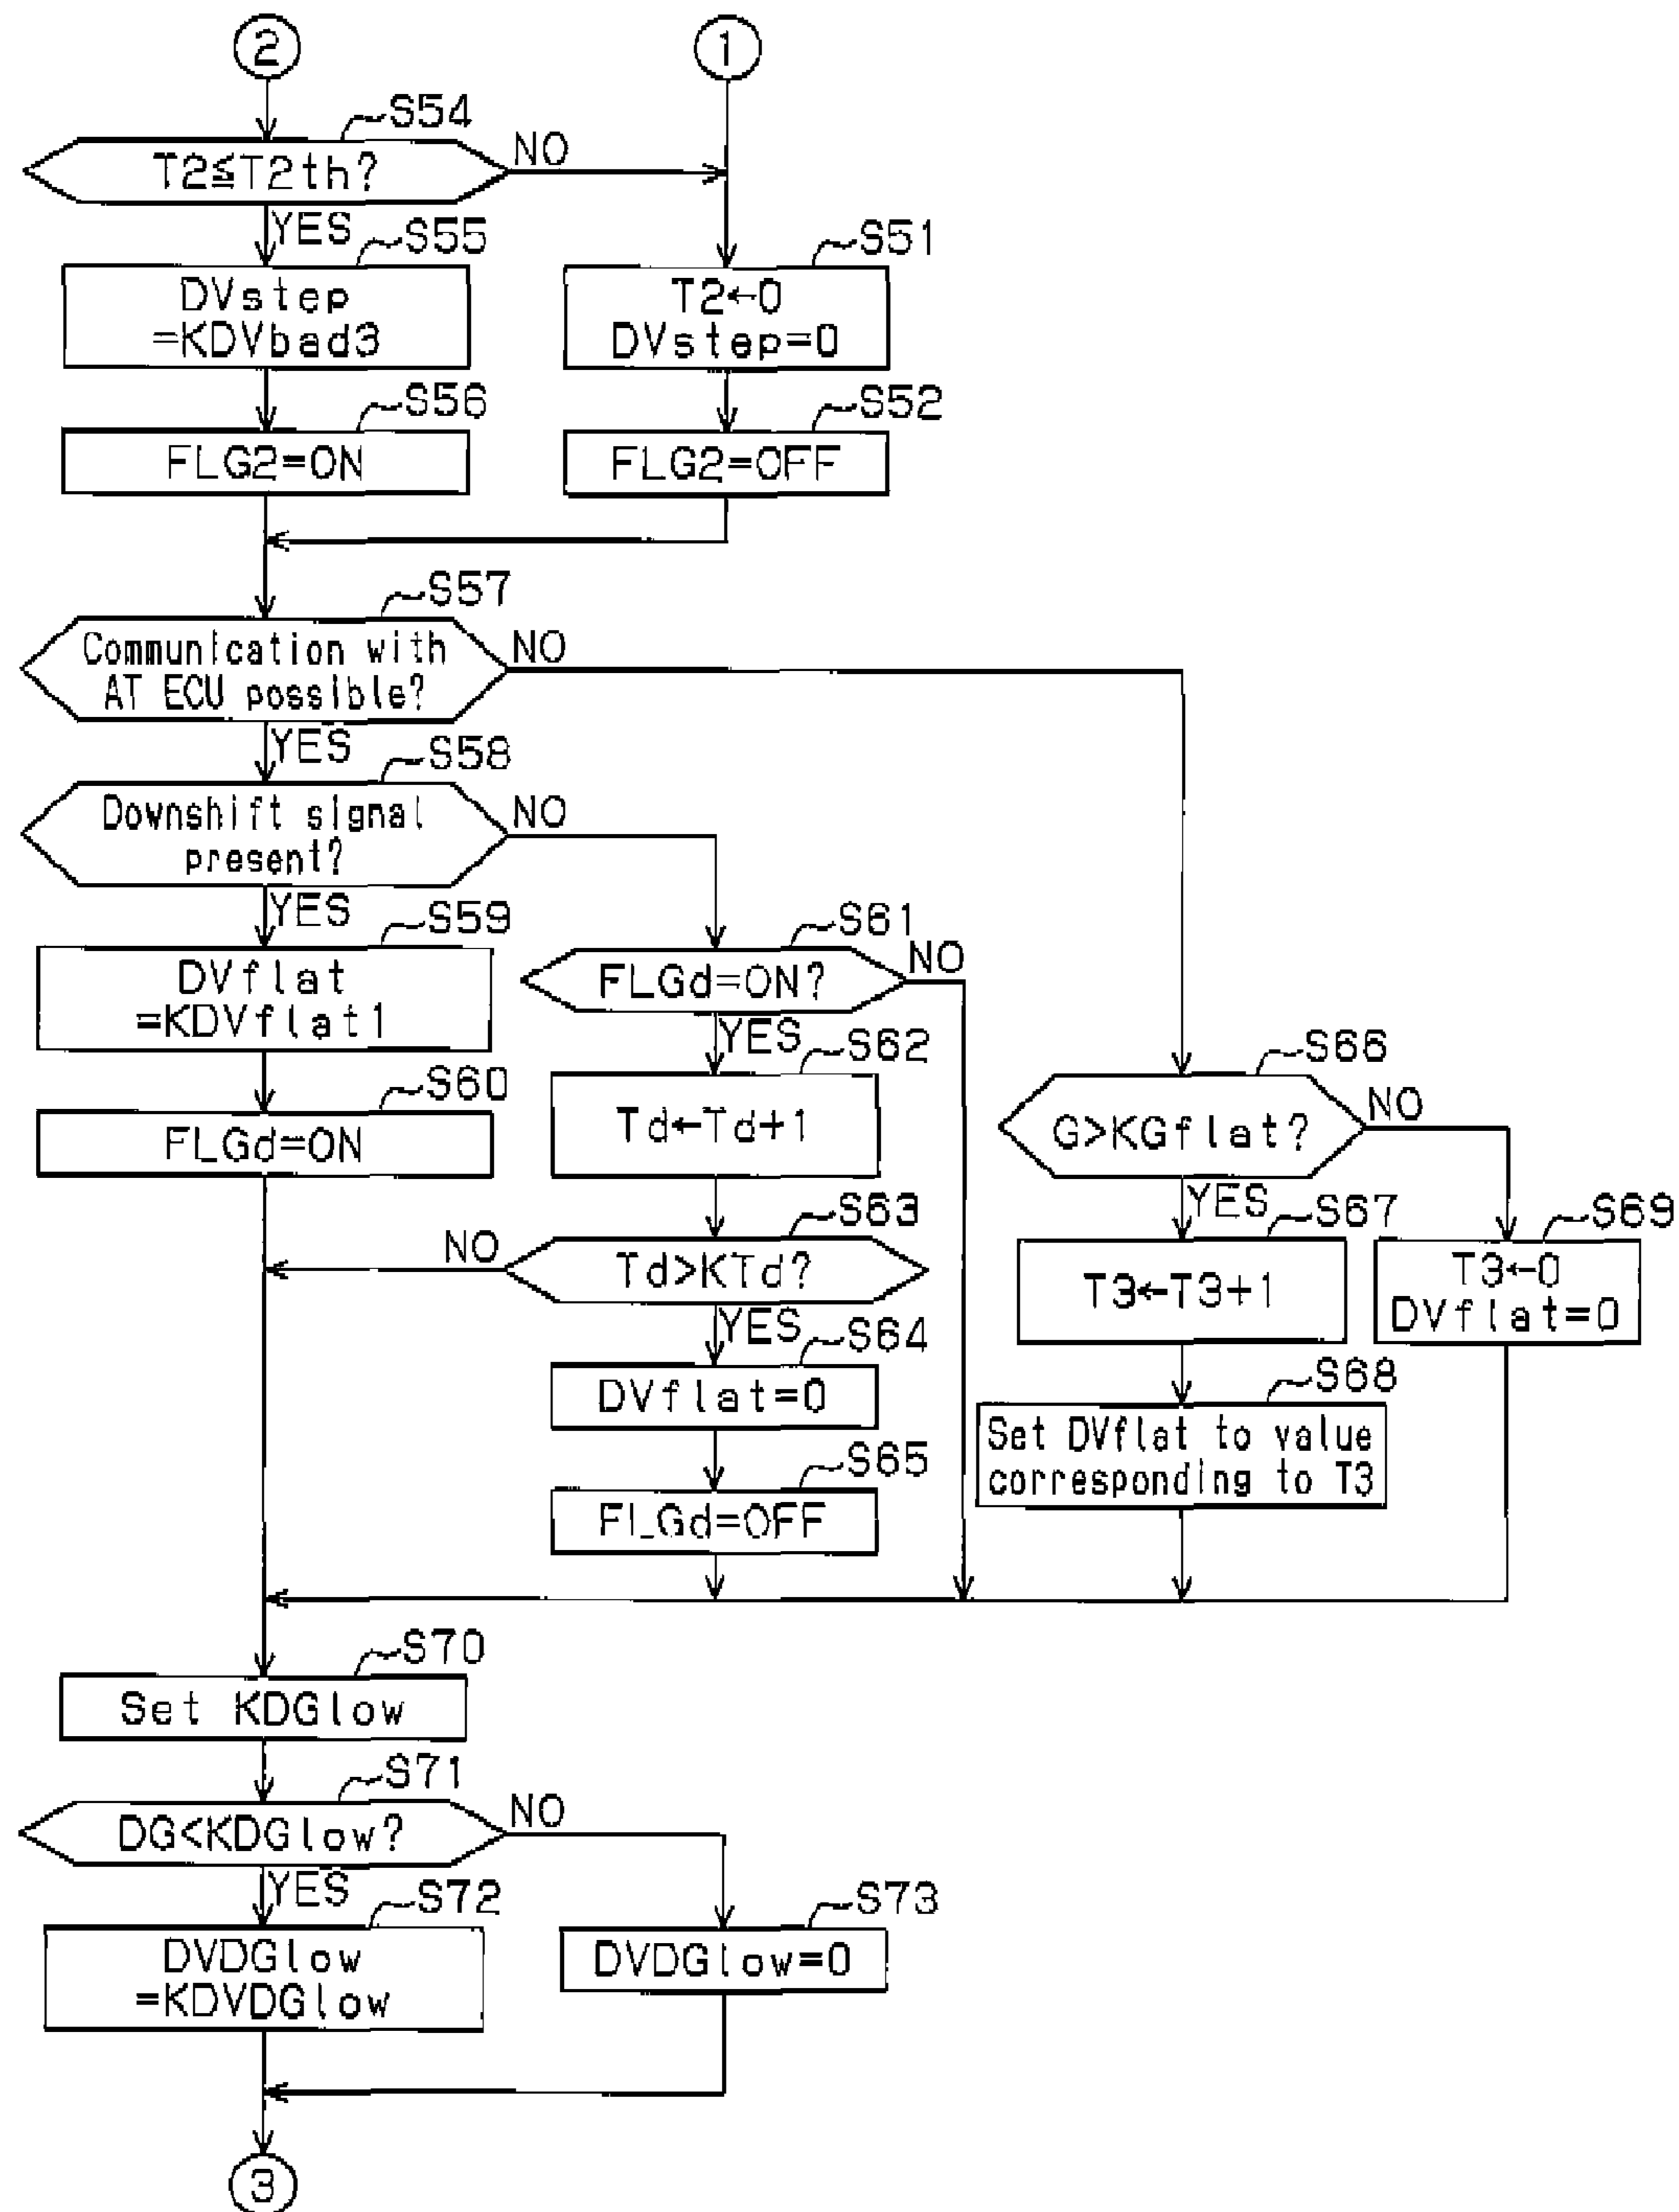 2
1
S54
T2≦T2th?
NO
YES
S55
DVstep
=KDVbad3
S51
T2←0
DVstep=0
S56
FLG2=ON
S52
FLG2=OFF
S57
Communication with
AT ECU possible?
NO
YES
S58
Downshift signal
present?
NO
YES
S59
DVflat
=KDVflat1
S61
FLGd=ON?
NO
YES
S60
FLGd=ON
S62
Td←Td+1
S66
G>KGflat?
NO
YES
S63
Td>KTd?
NO
YES
S67
T3←T3+1
S69
T3←0
DVflat=0
S64
DVflat=0
S68
Set DVflat to value
corresponding to T3
S65
FLGd=OFF
S70
Set KDGlow
S71
DG<KDGlow?
NO
YES
S72
DVDGlow
=KDVDGlow
S73
DVDGlow=0
3